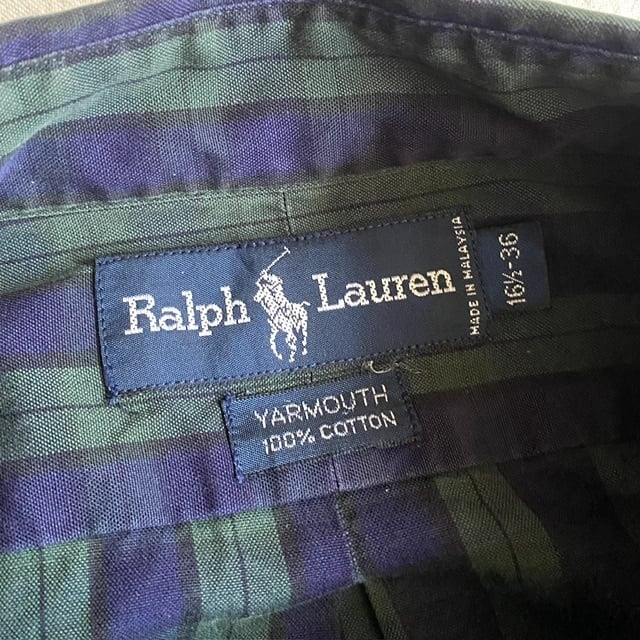 Ralph Lauren
MADE IN MALAYSIA
16½-36
YARMOUTH
100% COTTON